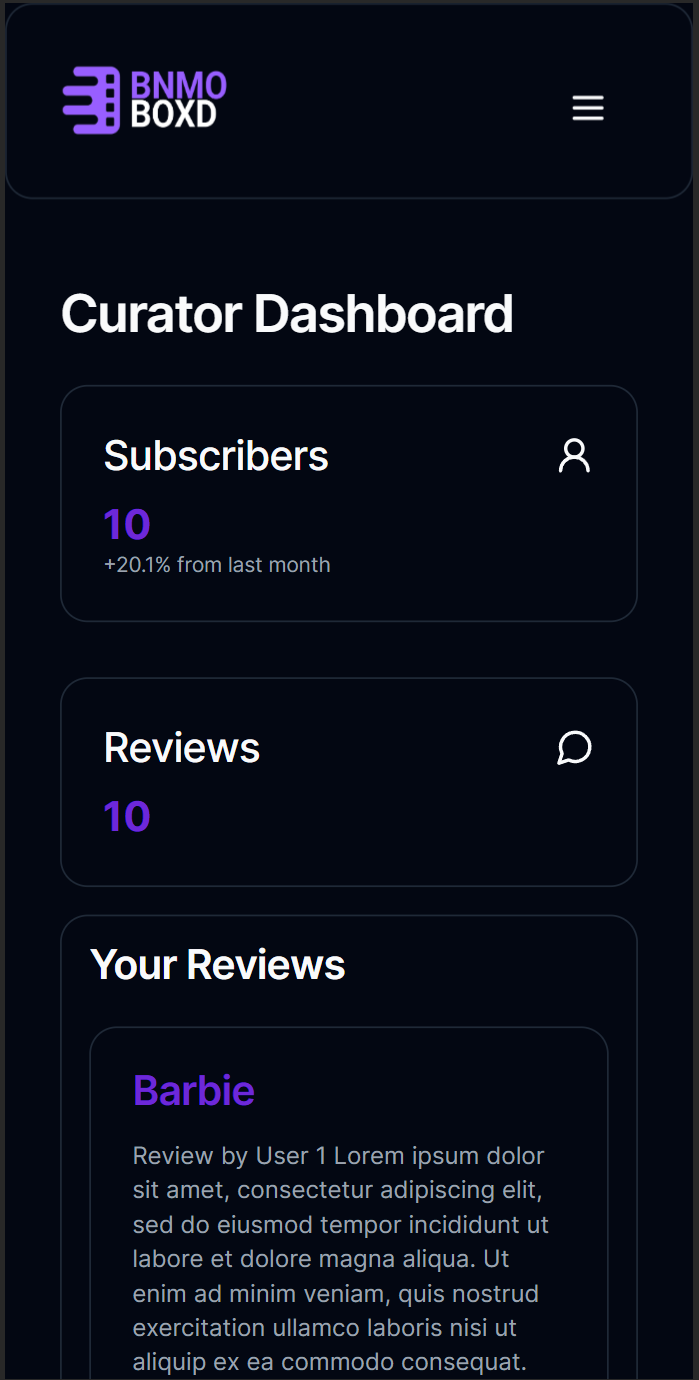 BNMO
BOXD
Curator Dashboard
Subscribers
10
+20.1% from last month
Reviews
10
Your Reviews
Barbie
Review by User 1 Lorem ipsum dolor
sit amet, consectetur adipiscing elit,
sed do eiusmod tempor incididunt ut
labore et dolore magna aliqua. Ut
enim ad minim veniam, quis nostrud
exercitation ullamco laboris nisi ut
aliquip ex ea commodo consequat.